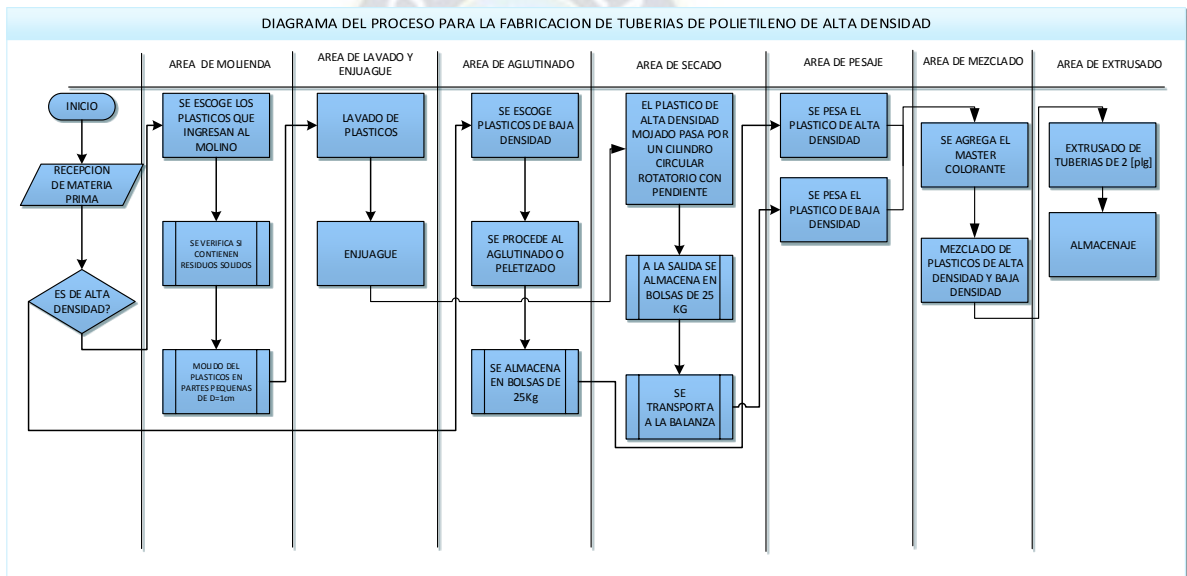 DIAGRAMA DEL PROCESO PARA LA FABRICACION DE TUBERIAS DE POLIETILENO DE ALTA DENSIDAD
AREA DE MOLIENDA
AREA DE LAVADO Y
ENJUAGUE
AREA DE AGLUTINADO
AREA DE SECADO
AREA DE PESAJE
AREA DE MEZCLADO
AREA DE EXTRUSADO
INICIO
RECEPCION
DE MATERIA
PRIMA
ES DE ALTA
DENSIDAD?
SE ESCOGE LOS
PLASTICOS QUE
INGRESAN AL
MOLINO
SE VERIFICA SI
CONTIENEN
RESIDUOS SOLIDOS
MOLIDO DEL
PLASTICOS EN
PARTES PEQUENAS
DE D=1cm
LAVADO DE
PLASTICOS
ENJUAGUE
SE ESCOGE
PLASTICOS DE BAJA
DENSIDAD
SE PROCEDE AL
AGLUTINADO O
PELETIZADO
SE ALMACENA
EN BOLSAS DE
25Kg
EL PLASTICO DE
ALTA DENSIDAD
MOJADO PASA POR
UN CILINDRO
CIRCULAR
ROTATORIO CON
PENDIENTE
A LA SALIDA SE
ALMACENA EN
BOLSAS DE 25
KG
SE
TRANSPORTA
A LA BALANZA
SE PESA EL
PLASTICO DE ALTA
DENSIDAD
SE PESA EL
PLASTICO DE BAJA
DENSIDAD
SE AGREGA EL
MASTER
COLORANTE
MEZCLADO DE
PLASTICOS DE ALTA
DENSIDAD Y BAJA
DENSIDAD
EXTRUSADO DE
TUBERIAS DE 2 [plg]
ALMACENAJE